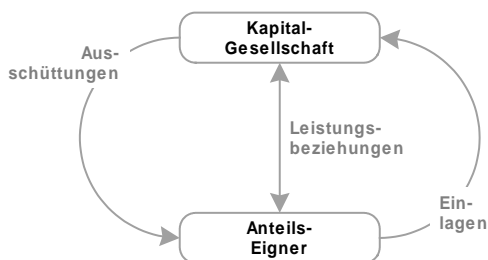 Kapital-
Gesellschaft
Aus-
schüttungen
Leistungs-
beziehungen
Ein-
lagen
Anteils-
Eigner